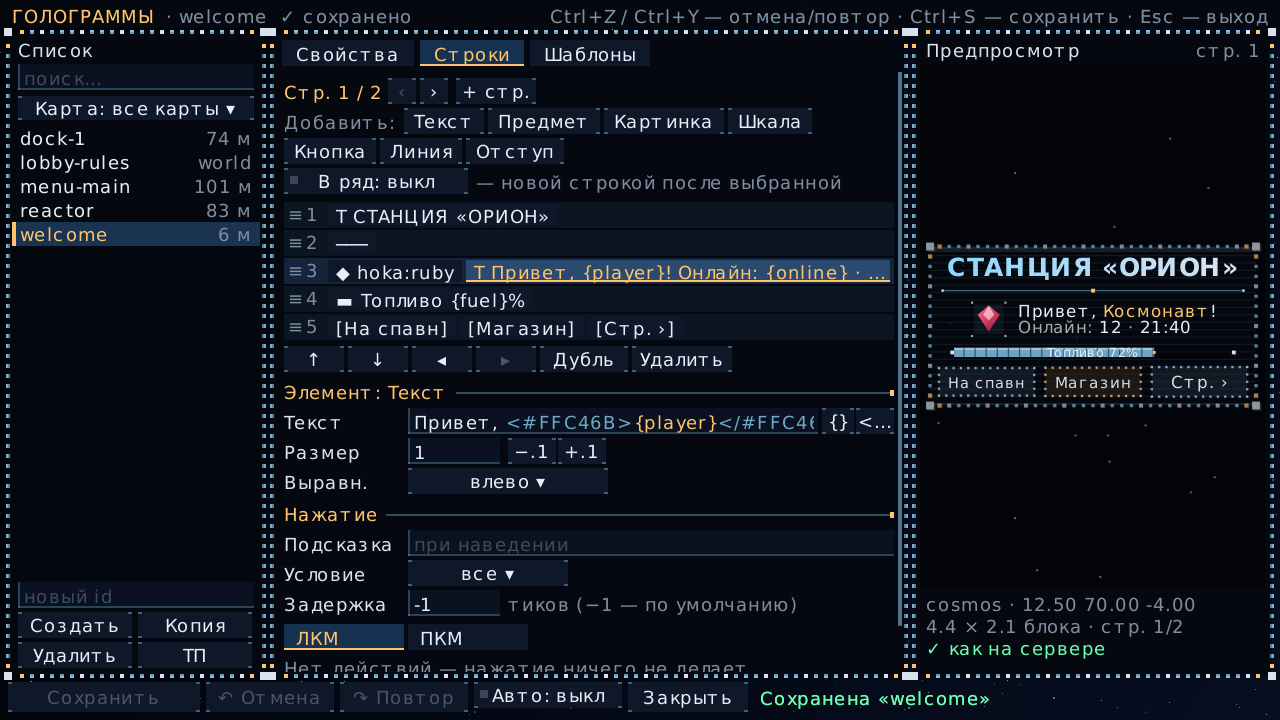 ГОЛОГРАММЫ · welcome ✓ сохранено
Ctrl+Z / Ctrl+Y — отмена/повтор · Ctrl+S — сохранить · Esc — выход
Список
поиск...
Карта: все карты ▾
dock-1 74 м
lobby-rules world
menu-main 101 м
reactor 83 м
welcome 6 м
новый id
Создать Копия
Удалить ТП
Свойства Строки Шаблоны
Стр. 1 / 2 ‹ › + стр.
Добавить: Текст Предмет Картинка Шкала
Кнопка Линия Отступ
В ряд: выкл — новой строкой после выбранной
≡ 1 T СТАНЦИЯ «ОРИОН»
≡ 2 —
≡ 3 ◆ hoka:ruby T Привет, {player}! Онлайн: {online} · ...
≡ 4 ▬ Топливо {fuel}%
≡ 5 [На спавн] [Магазин] [Стр. ›]
↑ ↓ ◂ ▸ Дубль Удалить
Элемент: Текст
Текст Привет, <#FFC46B>{player}</#FFC46 {} <...
Размер 1 −.1 +.1
Выравн. влево ▾
Нажатие
Подсказка при наведении
Условие все ▾
Задержка -1 тиков (−1 — по умолчанию)
ЛКМ ПКМ
Нет действий — нажатие ничего не делает
Предпросмотр стр. 1
СТАНЦИЯ «ОРИОН»
Привет, Космонавт!
Онлайн: 12 · 21:40
Топливо 72%
На спавн Магазин Стр. ›
cosmos · 12.50 70.00 -4.00
4.4 × 2.1 блока · стр. 1/2
✓ как на сервере
Сохранить ↶ Отмена ↷ Повтор Авто: выкл Закрыть Сохранена «welcome»